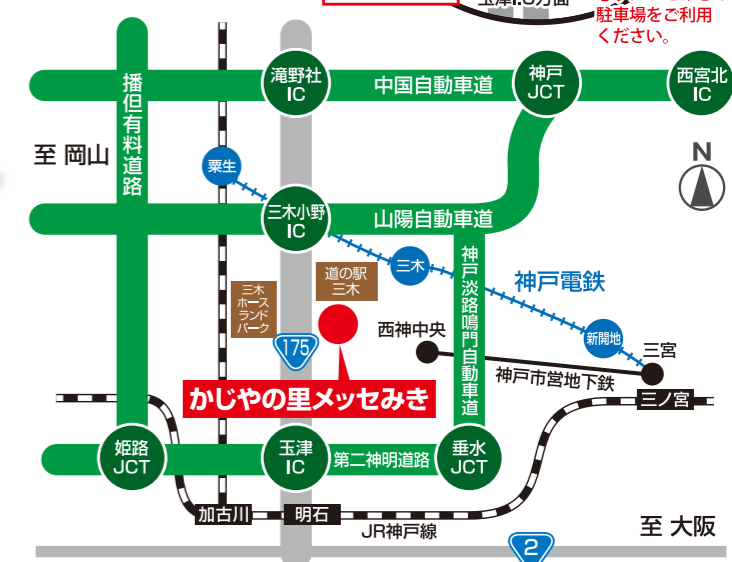 駐車場をご利用
ください。
滝野社
IC
中国自動車道
神戸
JCT
西宮北
IC
播但有料道路
至 岡山
粟生
N
三木小野
IC
山陽自動車道
三木
神戸電鉄
神戸淡路鳴門自動車道
道の駅
三木
三木
ホース
ランド
パーク
175
西神中央
新開地
三宮
神戸市営地下鉄
かじやの里メッセみき
三ノ宮
姫路
JCT
玉津
IC
第二神明道路
垂水
JCT
加古川
明石
JR神戸線
至 大阪
2